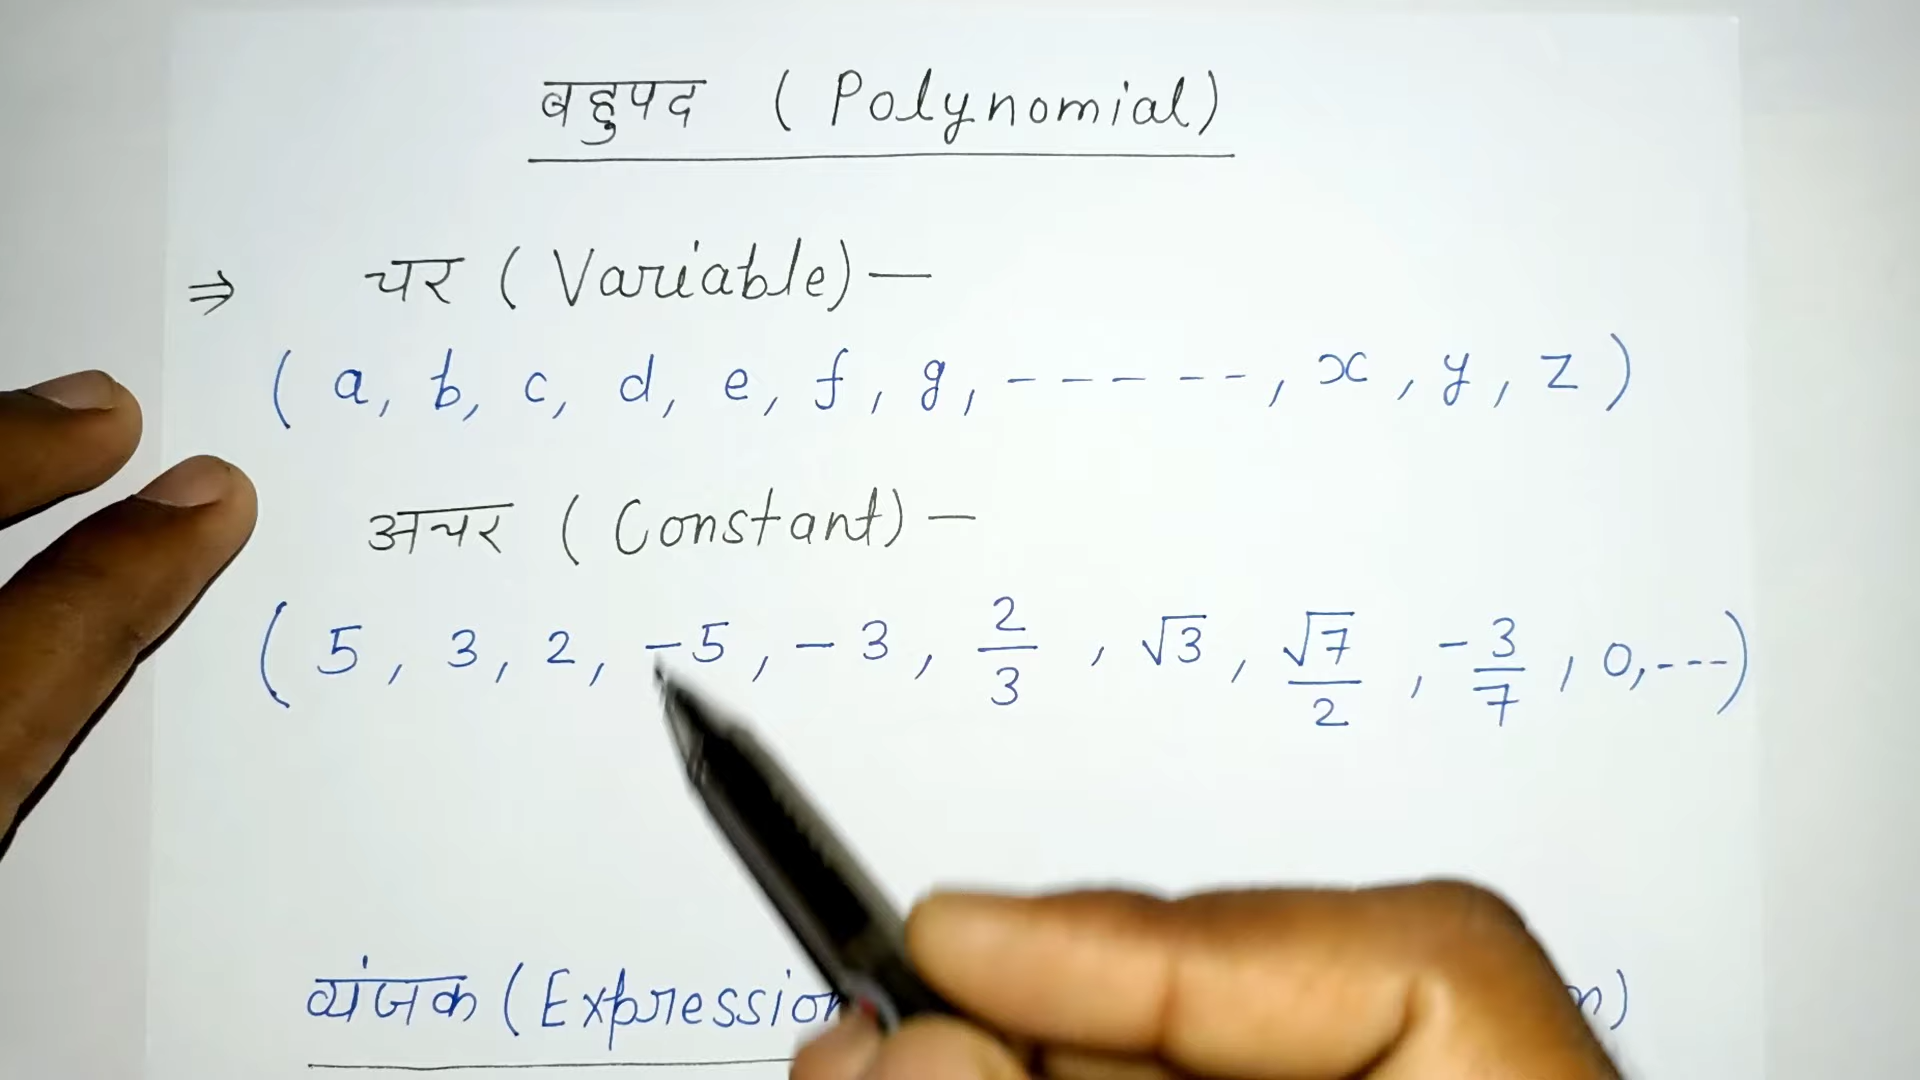 बहुपद ( Polynomial)
⇒ चर ( Variable) —
( a, b, c, d, e, f, g, ------, x, y, z )
अचर ( Constant) —
( 5, 3, 2, -5, -3, 2/3, √3, √7/2, -3/7, 0, ---)
व्यंजक (Expression